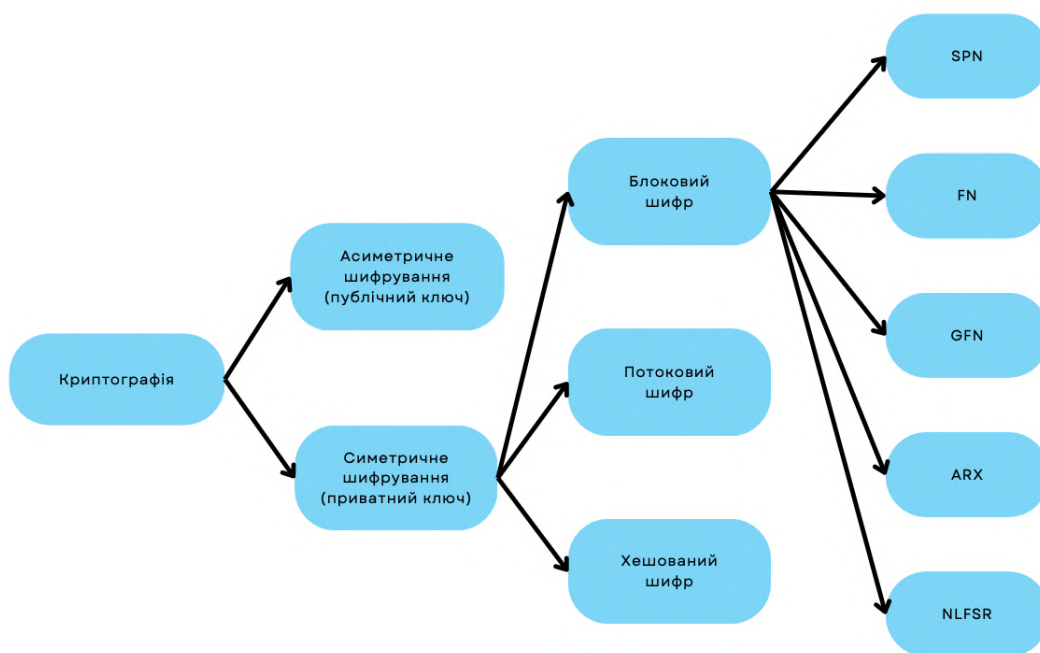 Криптографія
Асиметричне
шифрування
(публічний ключ)
Симетричне
шифрування
(приватний ключ)
Блоковий
шифр
Потоковий
шифр
Хешований
шифр
SPN
FN
GFN
ARX
NLFSR